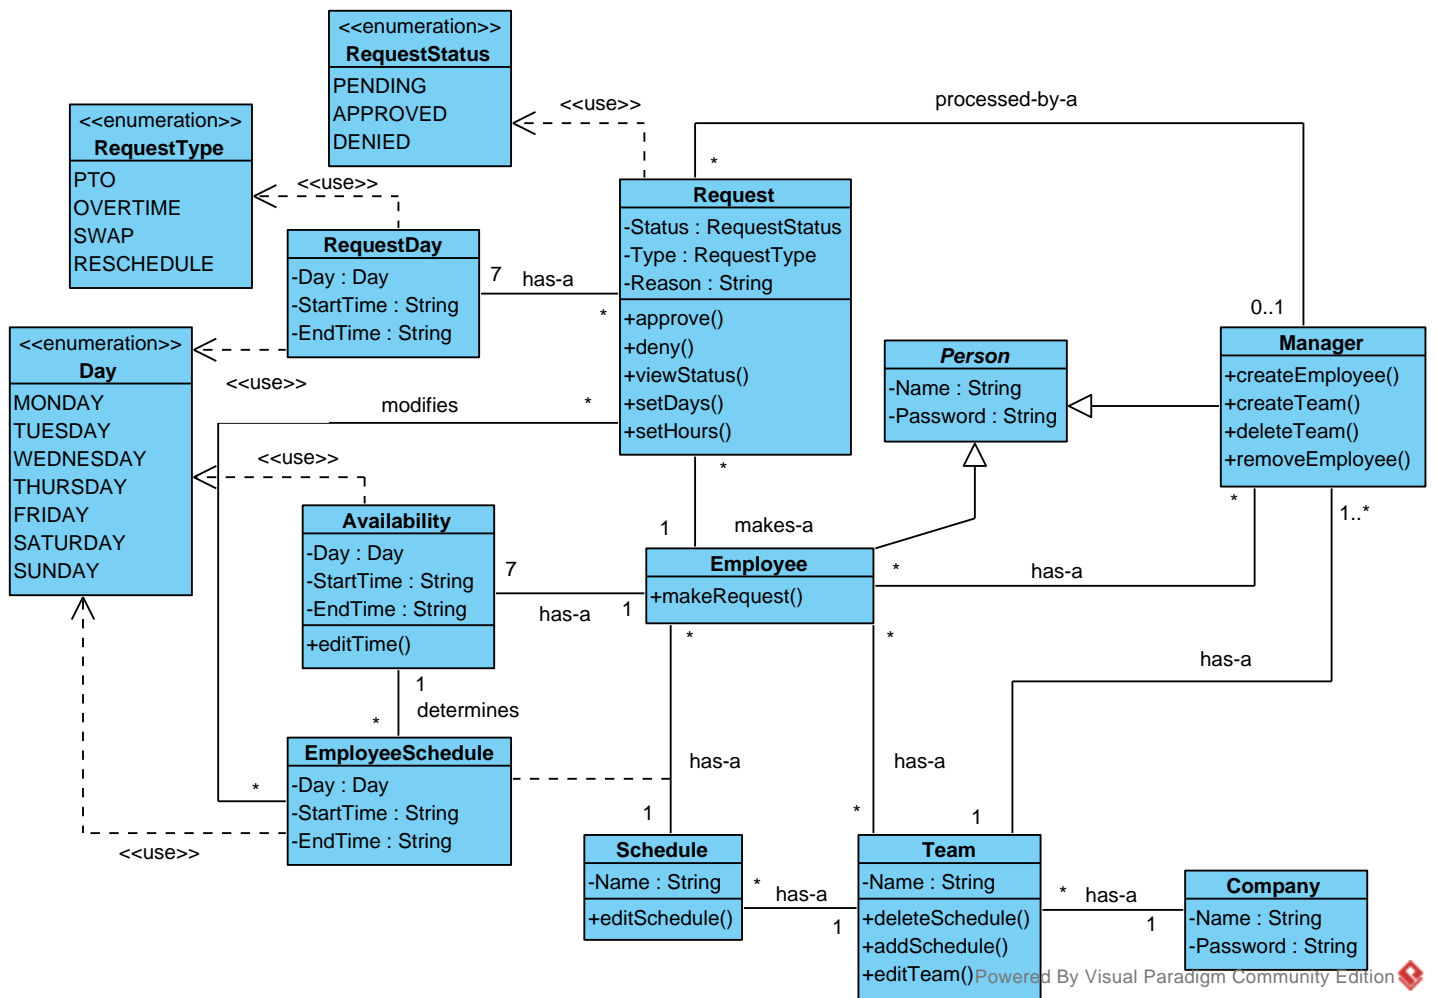 <<enumeration>>
RequestStatus
PENDING
APPROVED
DENIED
<<use>>
processed-by-a
*
0..1
<<enumeration>>
RequestType
PTO
OVERTIME
SWAP
RESCHEDULE
<<use>>
RequestDay
-Day : Day
-StartTime : String
-EndTime : String
7
has-a
*
Request
-Status : RequestStatus
-Type : RequestType
-Reason : String
+approve()
+deny()
+viewStatus()
+setDays()
+setHours()
<<enumeration>>
Day
MONDAY
TUESDAY
WEDNESDAY
THURSDAY
FRIDAY
SATURDAY
SUNDAY
<<use>>
modifies
*
*
<<use>>
Person
-Name : String
-Password : String
Manager
+createEmployee()
+createTeam()
+deleteTeam()
+removeEmployee()
*
1
makes-a
*
1..*
Availability
-Day : Day
-StartTime : String
-EndTime : String
+editTime()
7
has-a
1
Employee
+makeRequest()
*
has-a
*
*
has-a
1
determines
*
EmployeeSchedule
-Day : Day
-StartTime : String
-EndTime : String
<<use>>
has-a
1
has-a
*
1
Schedule
-Name : String
+editSchedule()
*
has-a
1
Team
-Name : String
+deleteSchedule()
+addSchedule()
+editTeam()
*
has-a
1
Company
-Name : String
-Password : String
Powered By Visual Paradigm Community Edition